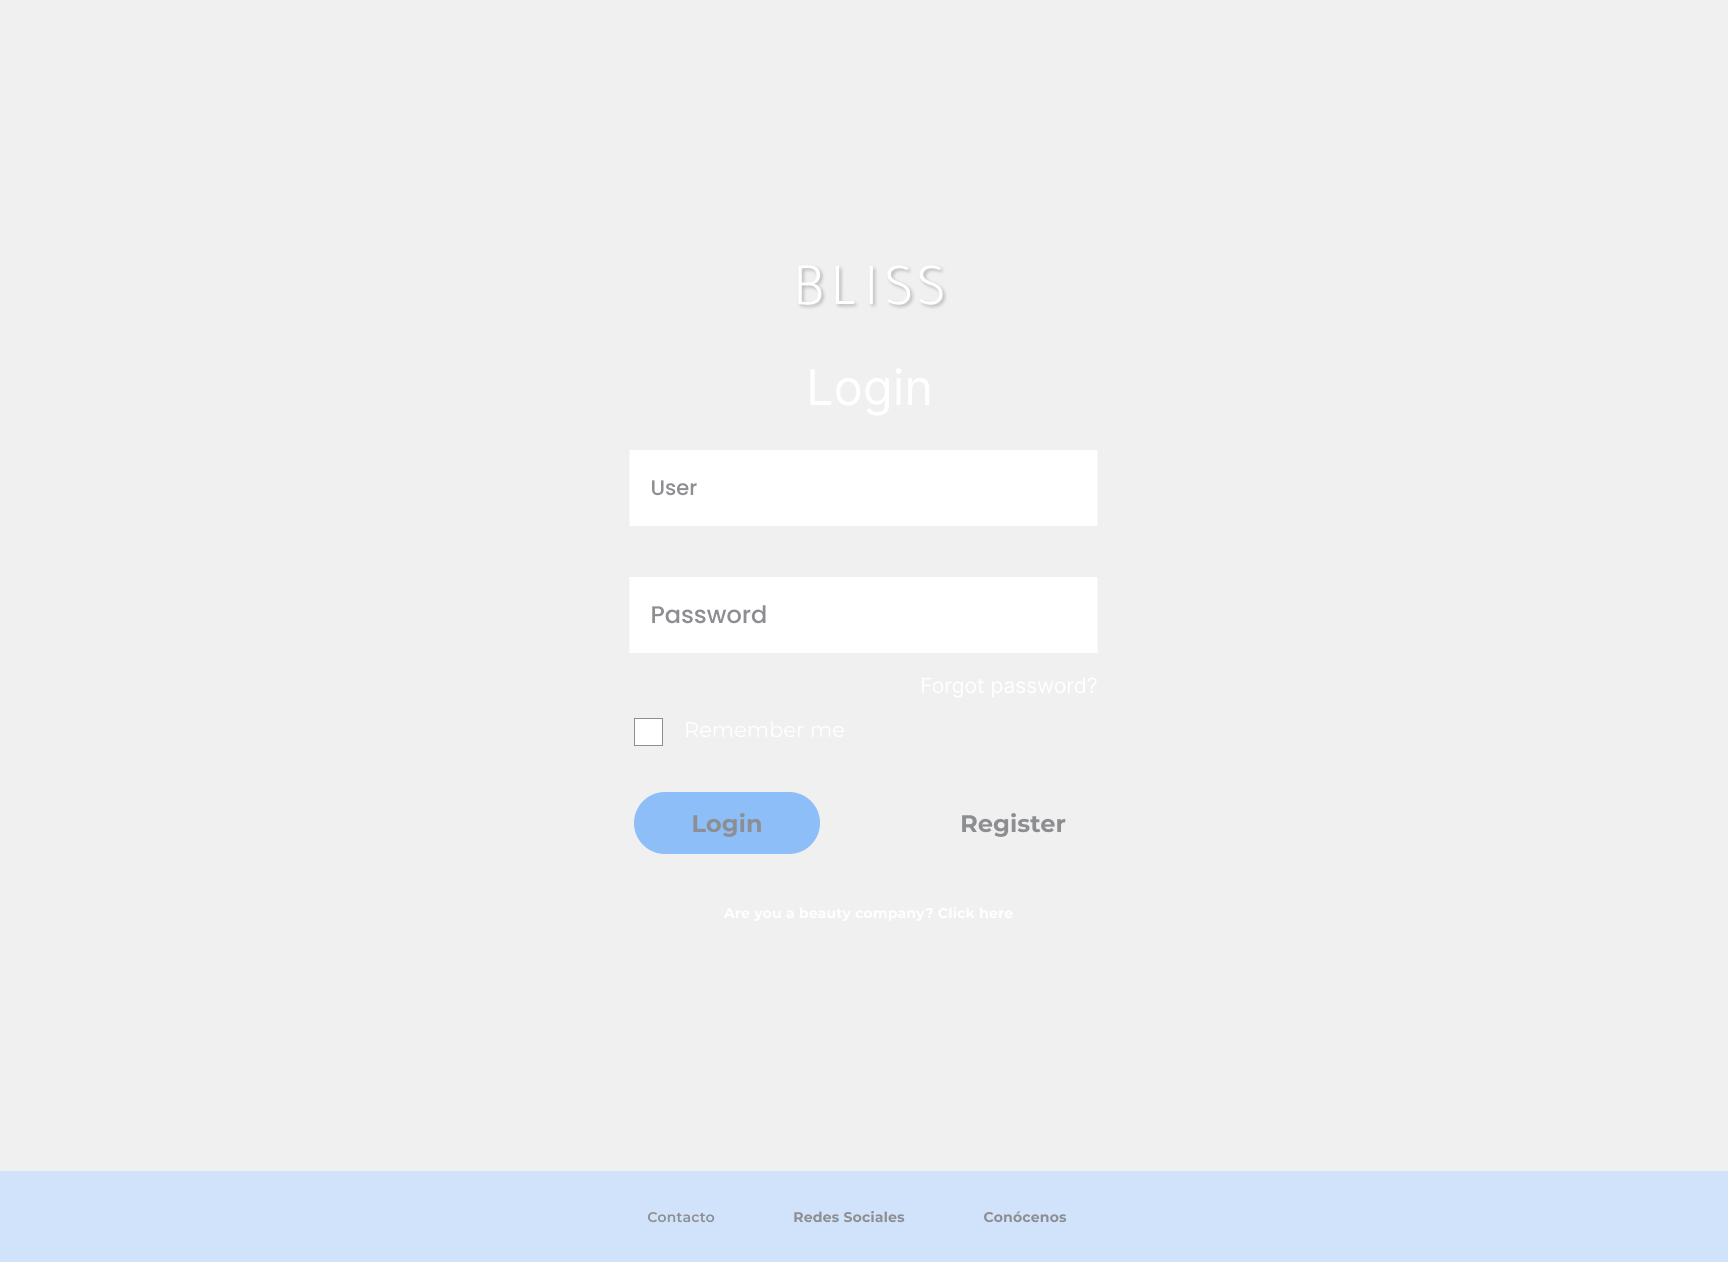 BLISS
Login
User
Password
Forgot password?
Remember me
Login
Register
Are you a beauty company? Click here
Contacto
Redes Sociales
Conócenos